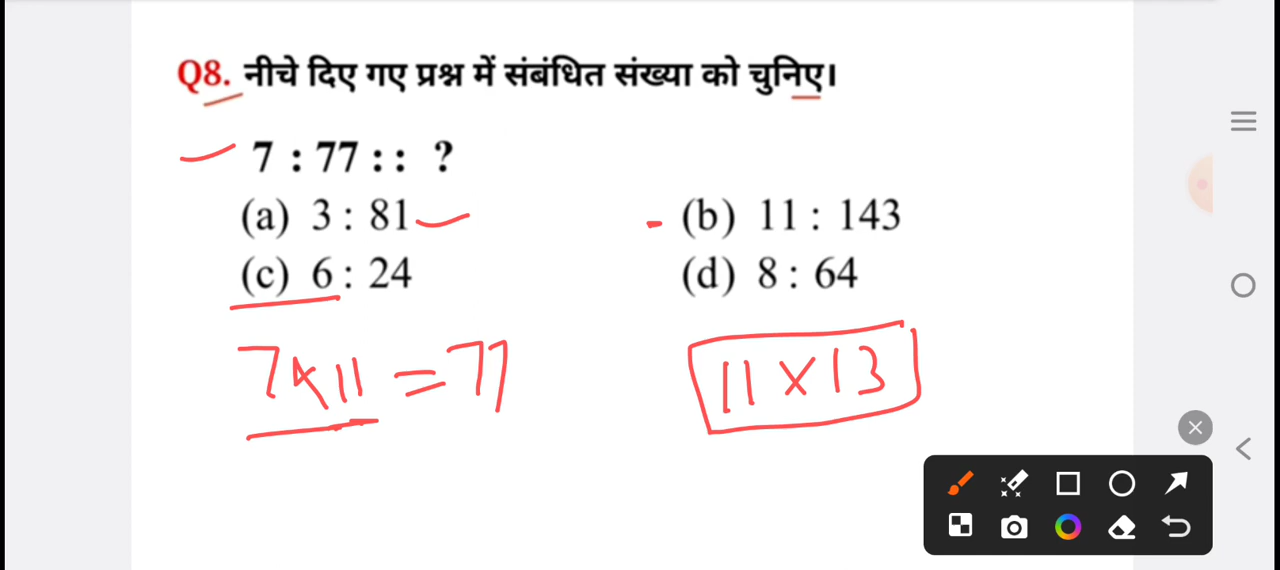 Q8. नीचे दिए गए प्रश्न में संबंधित संख्या को चुनिए।
7 : 77 : : ?
(a) 3 : 81 (b) 11 : 143
(c) 6 : 24 (d) 8 : 64
7 × 11 = 77 11 × 13